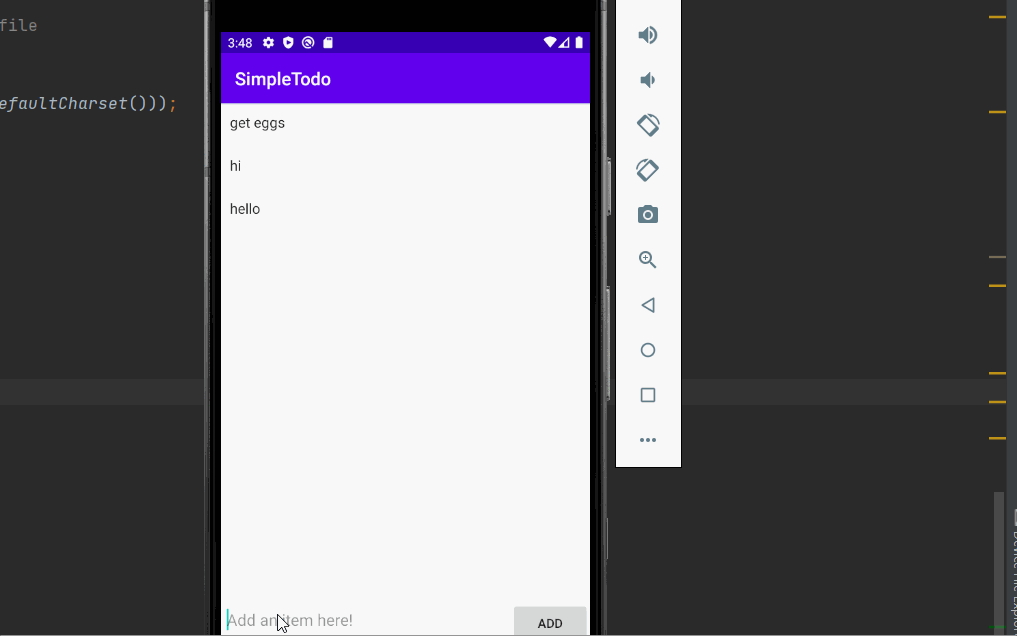 file
efaultCharset()));
3:48
SimpleTodo
get eggs
hi
hello
Add an item here!
ADD
Device File Explor